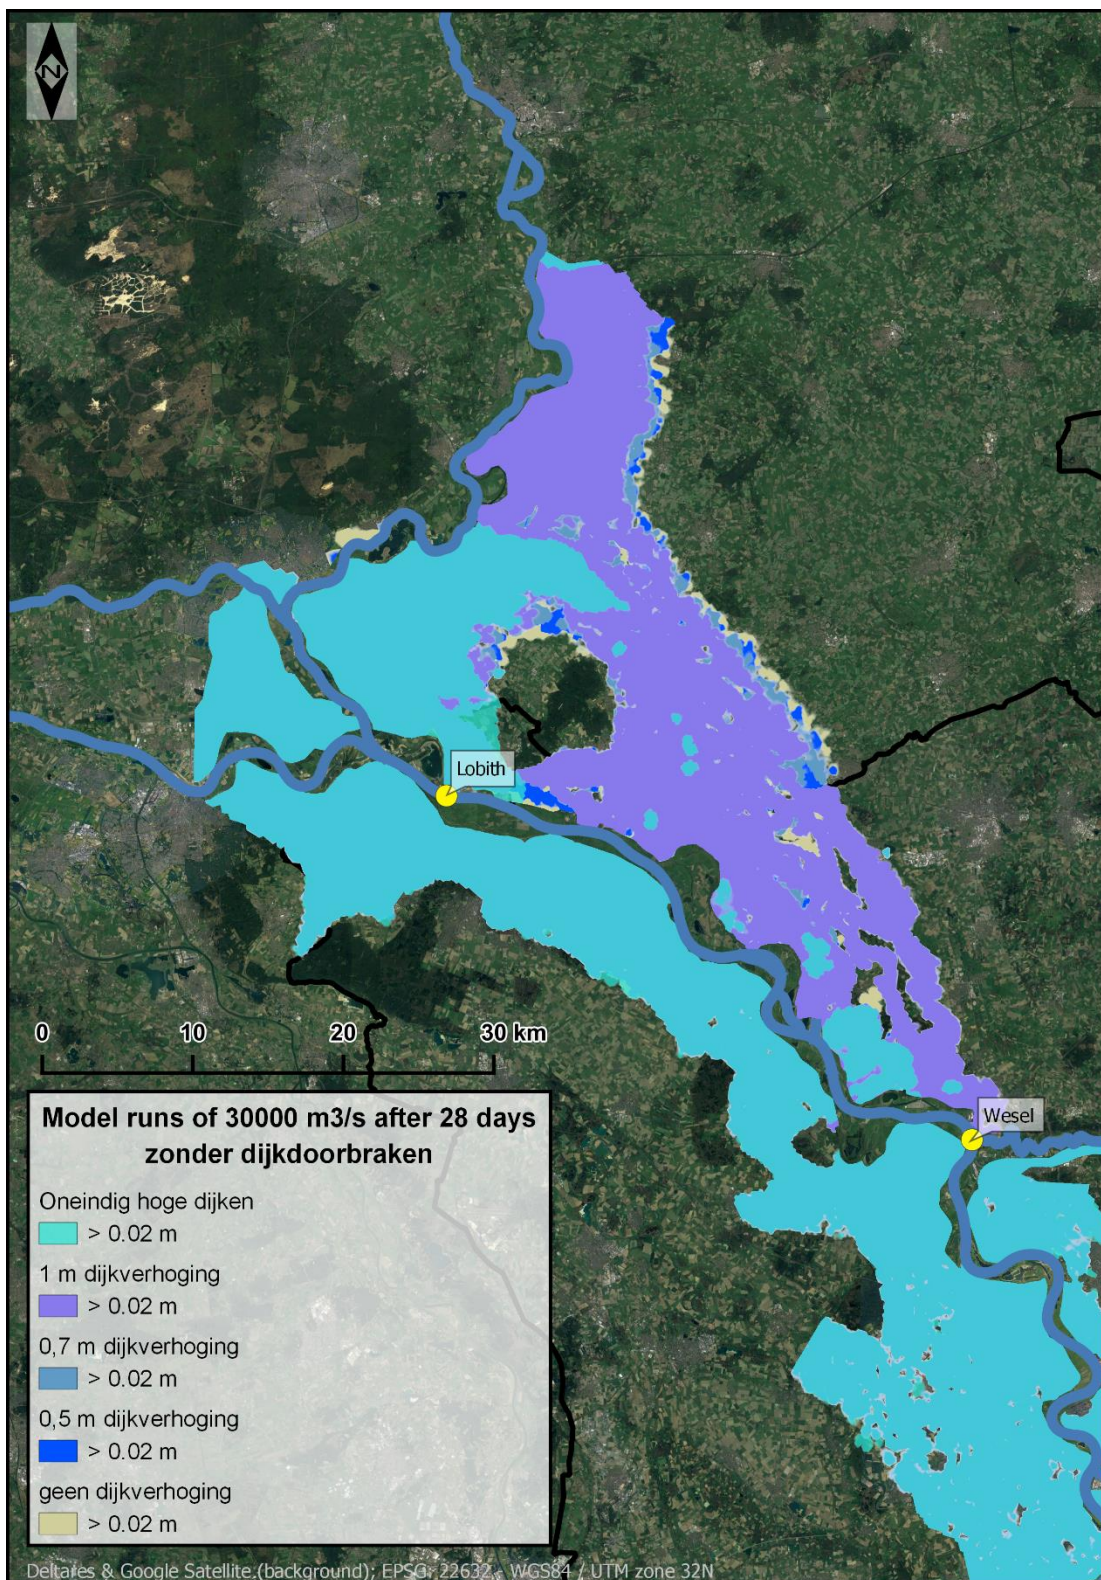 N
Lobith
0 10 20 30 km
Wesel
Model runs of 30000 m3/s after 28 days
zonder dijkdoorbraken
Oneindig hoge dijken
> 0.02 m
1 m dijkverhoging
> 0.02 m
0,7 m dijkverhoging
> 0.02 m
0,5 m dijkverhoging
> 0.02 m
geen dijkverhoging
> 0.02 m
Deltares & Google Satellite (background); EPSG: 22632 - WGS84 / UTM zone 32N